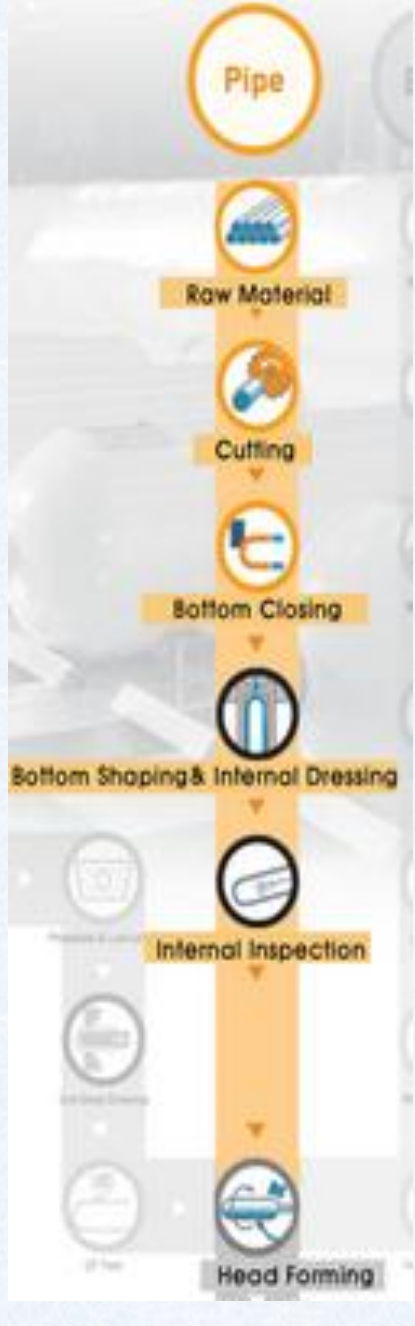 Pipe
Raw Material
Cutting
Bottom Closing
Bottom Shaping & Internal Dressing
Internal Inspection
Head Forming